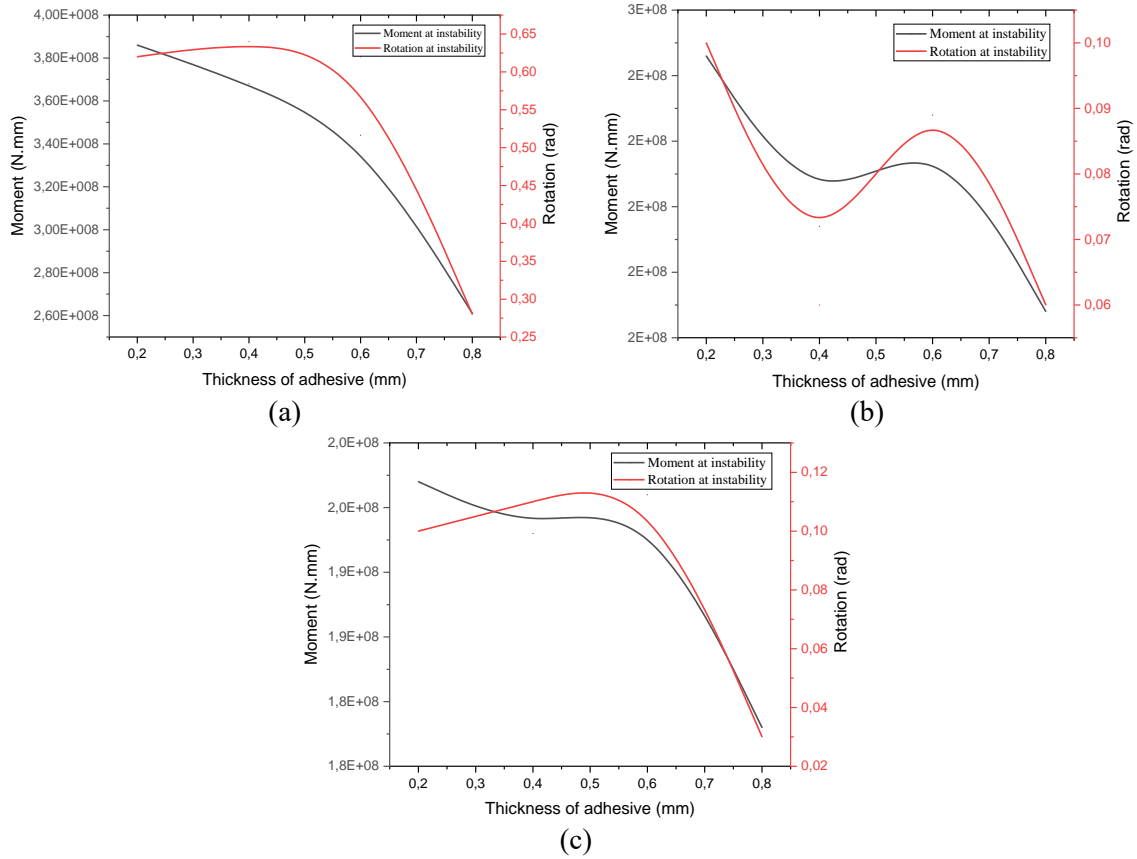 4,00E+008
3,80E+008
3,60E+008
3,40E+008
3,20E+008
3,00E+008
2,80E+008
2,60E+008
Moment (N.mm)
Moment at instability
Rotation at instability
0,65
0,60
0,55
0,50
0,45
0,40
0,35
0,30
0,25
Rotation (rad)
0,2 0,3 0,4 0,5 0,6 0,7 0,8
Thickness of adhesive (mm)
(a)
3E+08
2E+08
2E+08
2E+08
2E+08
2E+08
Moment (N.mm)
Moment at instability
Rotation at instability
0,10
0,09
0,08
0,07
0,06
Rotation (rad)
0,2 0,3 0,4 0,5 0,6 0,7 0,8
Thickness of adhesive (mm)
(b)
2,0E+08
2,0E+08
1,9E+08
1,9E+08
1,8E+08
1,8E+08
Moment (N.mm)
Moment at instability
Rotation at instability
0,12
0,10
0,08
0,06
0,04
0,02
Rotation (rad)
0,2 0,3 0,4 0,5 0,6 0,7 0,8
Thickness of adhesive (mm)
(c)